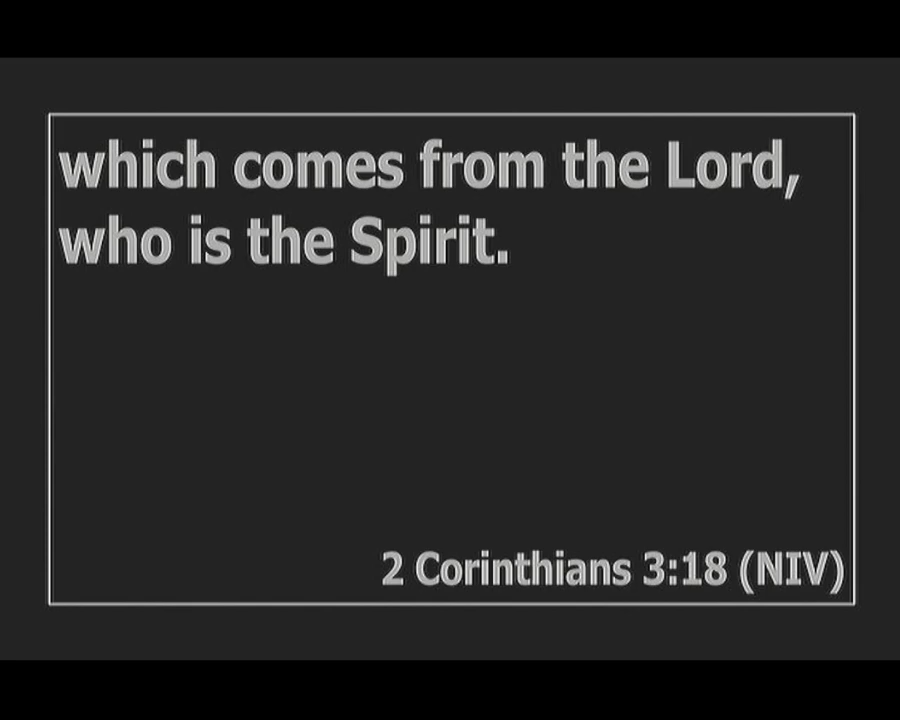 which comes from the Lord,
who is the Spirit.
2 Corinthians 3:18 (NIV)